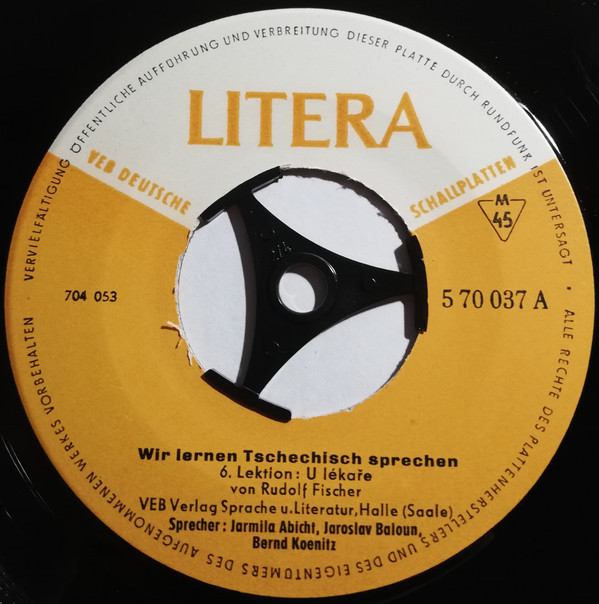 VERVIELFÄLTIGUNG ÖFFENTLICHE AUFFÜHRUNG UND VERBREITUNG DIESER PLATTE DURCH RUNDFUNK IST UNTERSAGT • ALLE RECHTE DES PLATTENHERSTELLERS UND DES EIGENTÜMERS DES AUFGENOMMENEN WERKES VORBEHALTEN ·
LITERA
VEB DEUTSCHE SCHALLPLATTEN
M
45
704 053
5 70 037 A
Wir lernen Tschechisch sprechen
6. Lektion: U lékaře
von Rudolf Fischer
VEB Verlag Sprache u. Literatur, Halle (Saale)
Sprecher: Jarmila Abicht, Jaroslav Baloun,
Bernd Koenitz